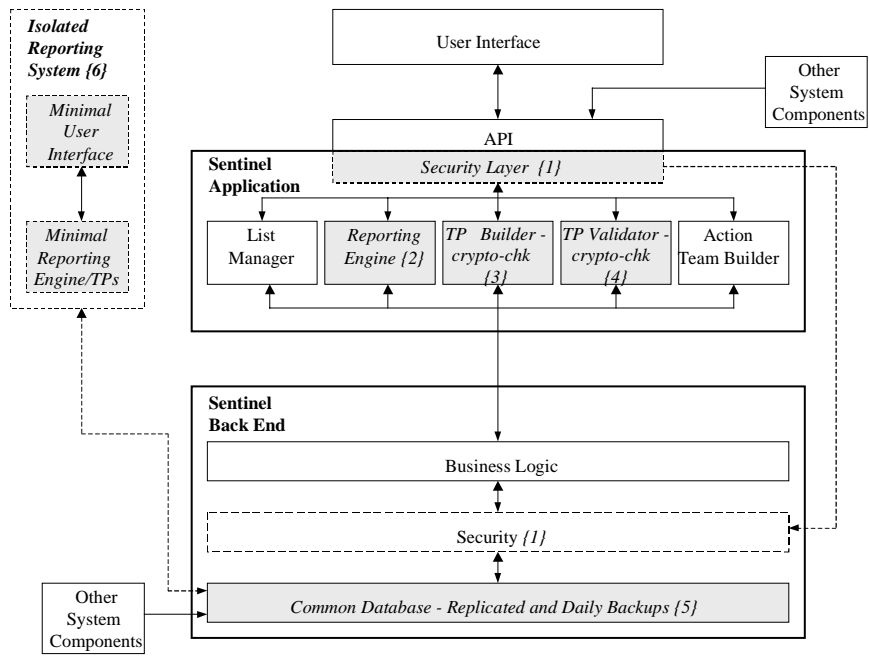 Isolated
Reporting
System {6}
Minimal
User
Interface
Minimal
Reporting
Engine/TPs
User Interface
Other
System
Components
API
Security Layer {1}
Sentinel
Application
List
Manager
Reporting
Engine {2}
TP Builder -
crypto-chk
{3}
TP Validator -
crypto-chk
{4}
Action
Team Builder
Sentinel
Back End
Business Logic
Security {1}
Common Database - Replicated and Daily Backups {5}
Other
System
Components